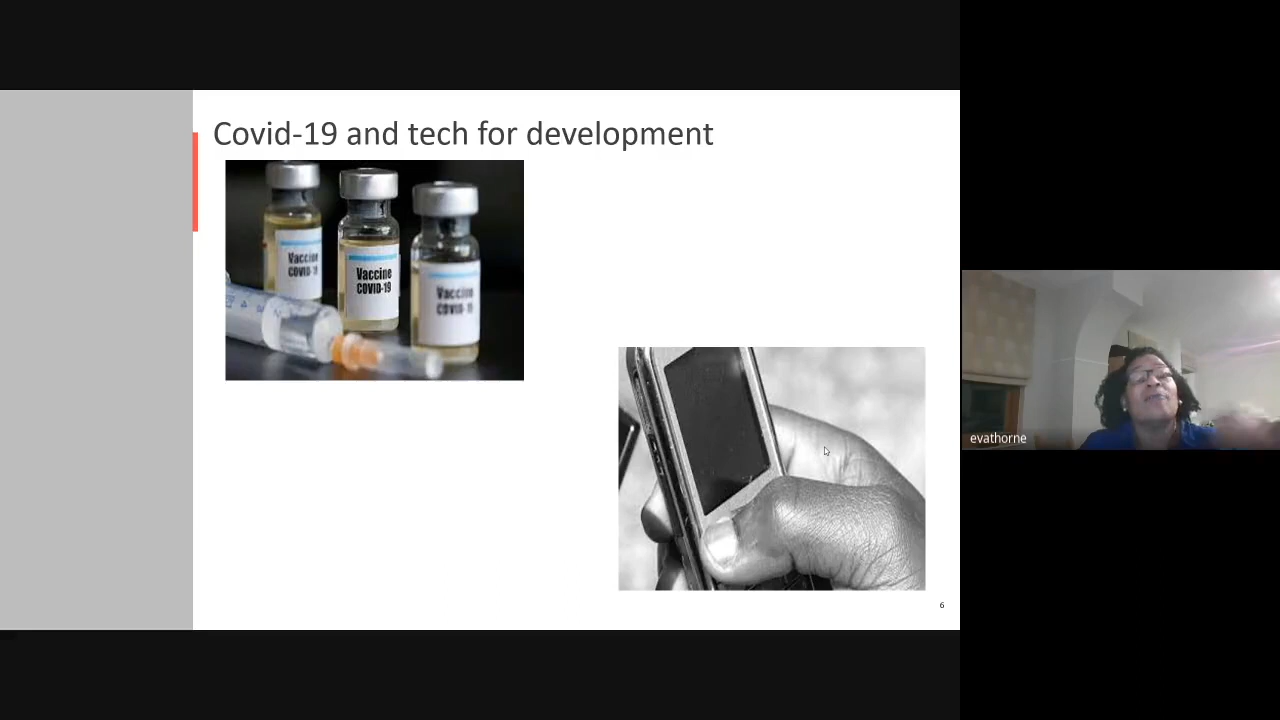 Covid-19 and tech for development
Vaccine
COVID-19
Vaccine
COVID-19
Vaccine
COVID-19
evathorne
6